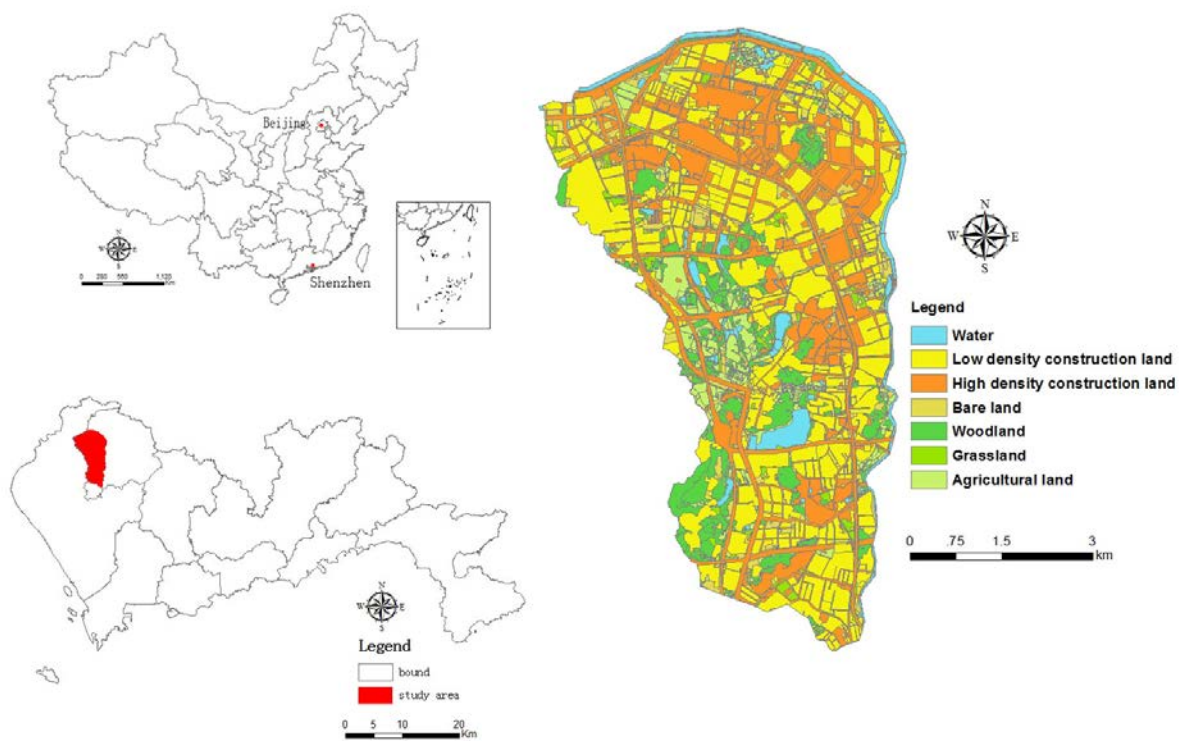 Beijing
N
W E
S
0 280 560 1,120
Km
Shenzhen
N
W E
S
Legend
bound
study area
0 5 10 20
Km
N
W E
S
Legend
Water
Low density construction land
High density construction land
Bare land
Woodland
Grassland
Agricultural land
0 .75 1.5 3
km